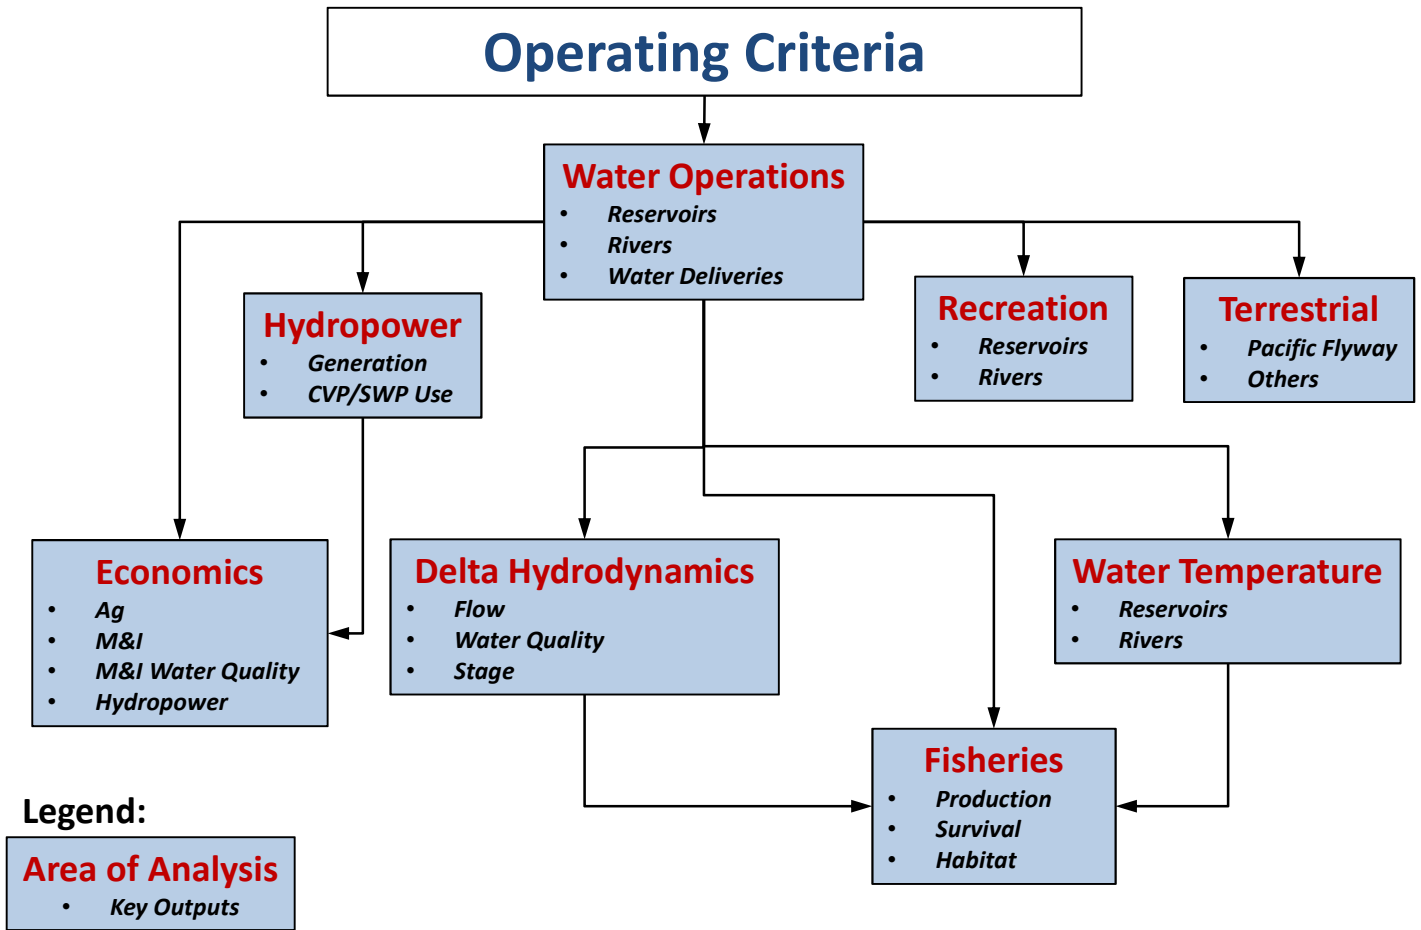 Operating Criteria
Water Operations
• Reservoirs
• Rivers
• Water Deliveries
Hydropower
• Generation
• CVP/SWP Use
Recreation
• Reservoirs
• Rivers
Terrestrial
• Pacific Flyway
• Others
Economics
• Ag
• M&I
• M&I Water Quality
• Hydropower
Delta Hydrodynamics
• Flow
• Water Quality
• Stage
Water Temperature
• Reservoirs
• Rivers
Fisheries
• Production
• Survival
• Habitat
Legend:
Area of Analysis
• Key Outputs